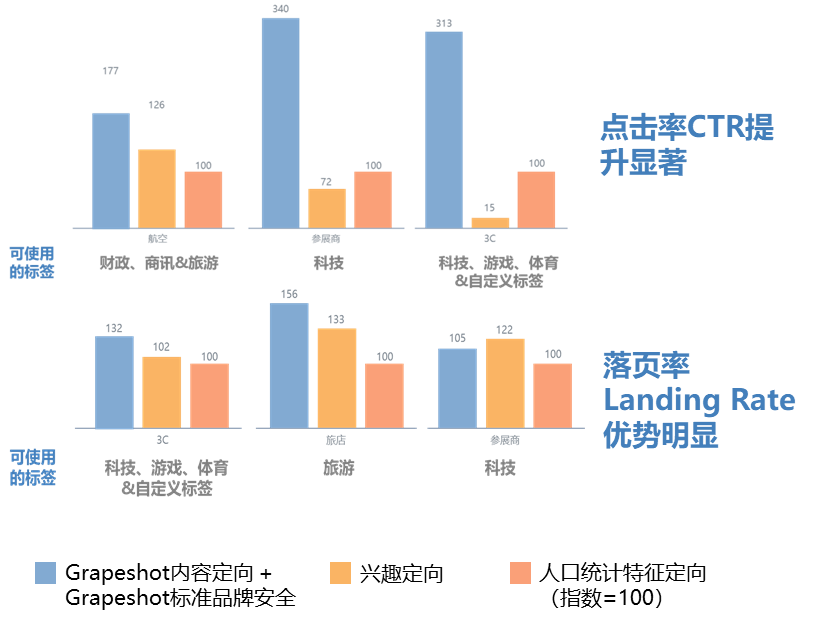 340
313
177
126
100
72
100
15
100
点击率CTR提
升显著
航空
参展商
3C
可使用
的标签
财政、商讯&旅游
科技
科技、游戏、体育
&自定义标签
156
132
133
102
100
100
105
122
100
落页率
Landing Rate
优势明显
3C
旅店
参展商
可使用
的标签
科技、游戏、体育
&自定义标签
旅游
科技
Grapeshot内容定向 +
Grapeshot标准品牌安全
兴趣定向
人口统计特征定向
（指数=100）